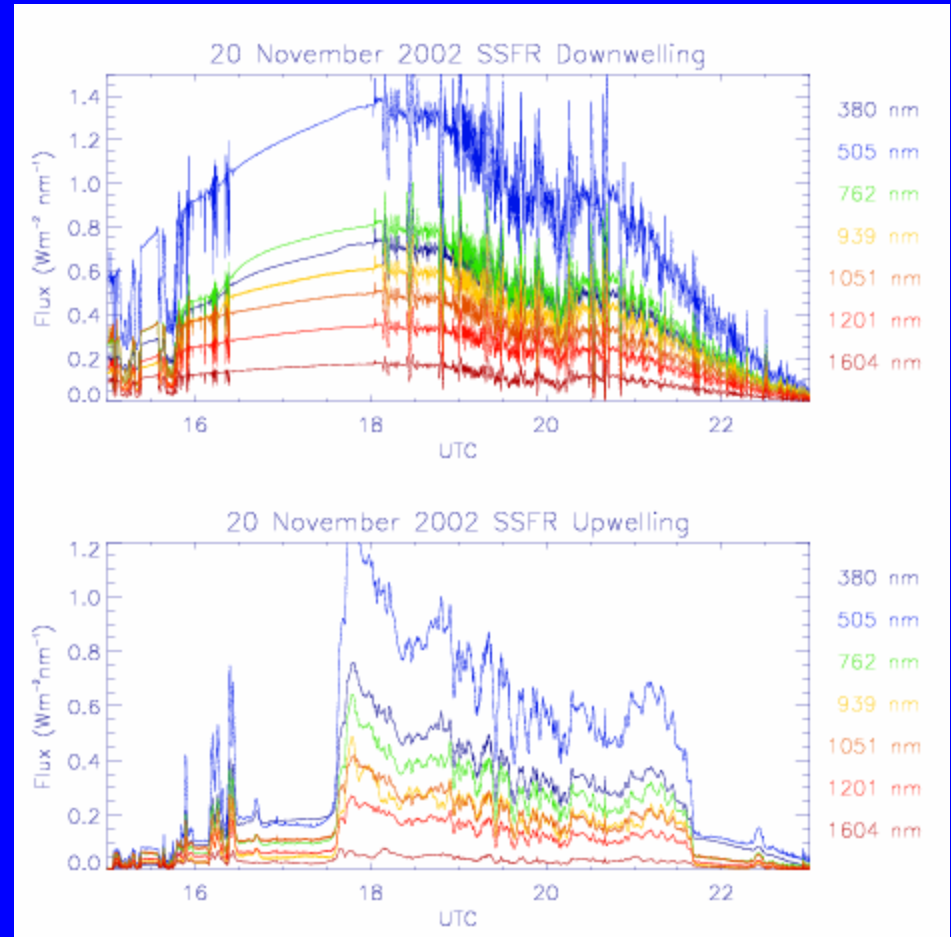 20 November 2002 SSFR Downwelling
Flux (Wm⁻² nm⁻¹)
1.4
1.2
1.0
0.8
0.6
0.4
0.2
0.0
16 18 20 22
UTC
380 nm
505 nm
762 nm
939 nm
1051 nm
1201 nm
1604 nm
20 November 2002 SSFR Upwelling
Flux (Wm⁻²nm⁻¹)
1.2
1.0
0.8
0.6
0.4
0.2
0.0
16 18 20 22
UTC
380 nm
505 nm
762 nm
939 nm
1051 nm
1201 nm
1604 nm